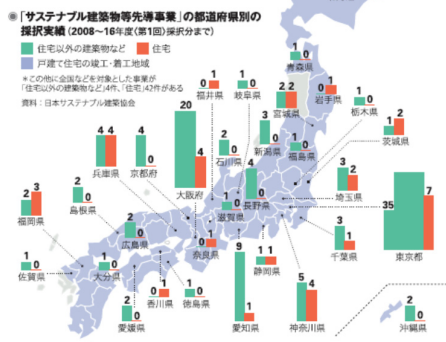 ◉「サステナブル建築物等先導事業」の都道府県別の
採択実績（2008〜16年度〈第1回〉採択分まで）
住宅以外の建築物など 住宅
戸建て住宅の竣工・着工地域
＊この他に全国などを対象とした事業が
「住宅以外の建築物など」4件、「住宅」42件がある
資料：日本サステナブル建築協会
1 0
青森県
0 1
岩手県
2 2
宮城県
0 1
福井県
1 0
岐阜県
1 0
栃木県
1 2
茨城県
3 0
新潟県
1 0
福島県
2 0
石川県
20 4
大阪府
4 4
兵庫県
4 0
京都府
4 0
長野県
1 0
滋賀県
3 2
埼玉県
35 7
東京都
2 3
福岡県
2 0
島根県
2 0
広島県
0 1
奈良県
3 1
千葉県
1 0
佐賀県
1 0
大分県
0 1
香川県
1 0
徳島県
9 1
愛知県
1 1
静岡県
5 4
神奈川県
2 0
愛媛県
2 0
沖縄県